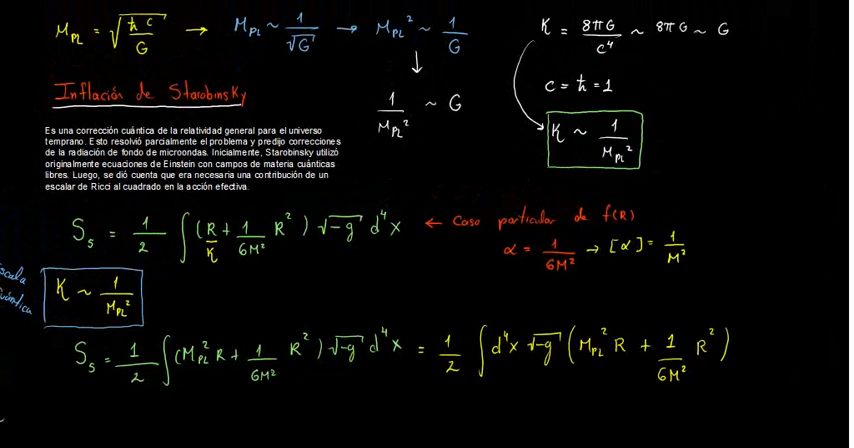 M_PL = √(ħ c / G) → M_PL ~ 1/√G → M_PL² ~ 1/G
K = 8πG/c⁴ ~ 8πG ~ G
↓
c = ħ = 1
1/M_PL² ~ G
K ~ 1/M_PL²
Inflación de Starobinsky
Es una corrección cuántica de la relatividad general para el universo
temprano. Esto resolvió parcialmente el problema y predijo correcciones
de la radiación de fondo de microondas. Inicialmente, Starobinsky utilizó
originalmente ecuaciones de Einstein con campos de materia cuánticas
libres. Luego, se dió cuenta que era necesaria una contribución de un
escalar de Ricci al cuadrado en la acción efectiva.
S_s = 1/2 ∫ (R/K + 1/6M² R²) √-g d⁴x ← Caso particular de f(R)
α = 1/6M² → [α] = 1/M²
Escala
Cuántica
K ~ 1/M_PL²
S_s = 1/2 ∫ (M_PL² R + 1/6M² R²) √-g d⁴x = 1/2 ∫ d⁴x √-g (M_PL² R + 1/6M² R²)